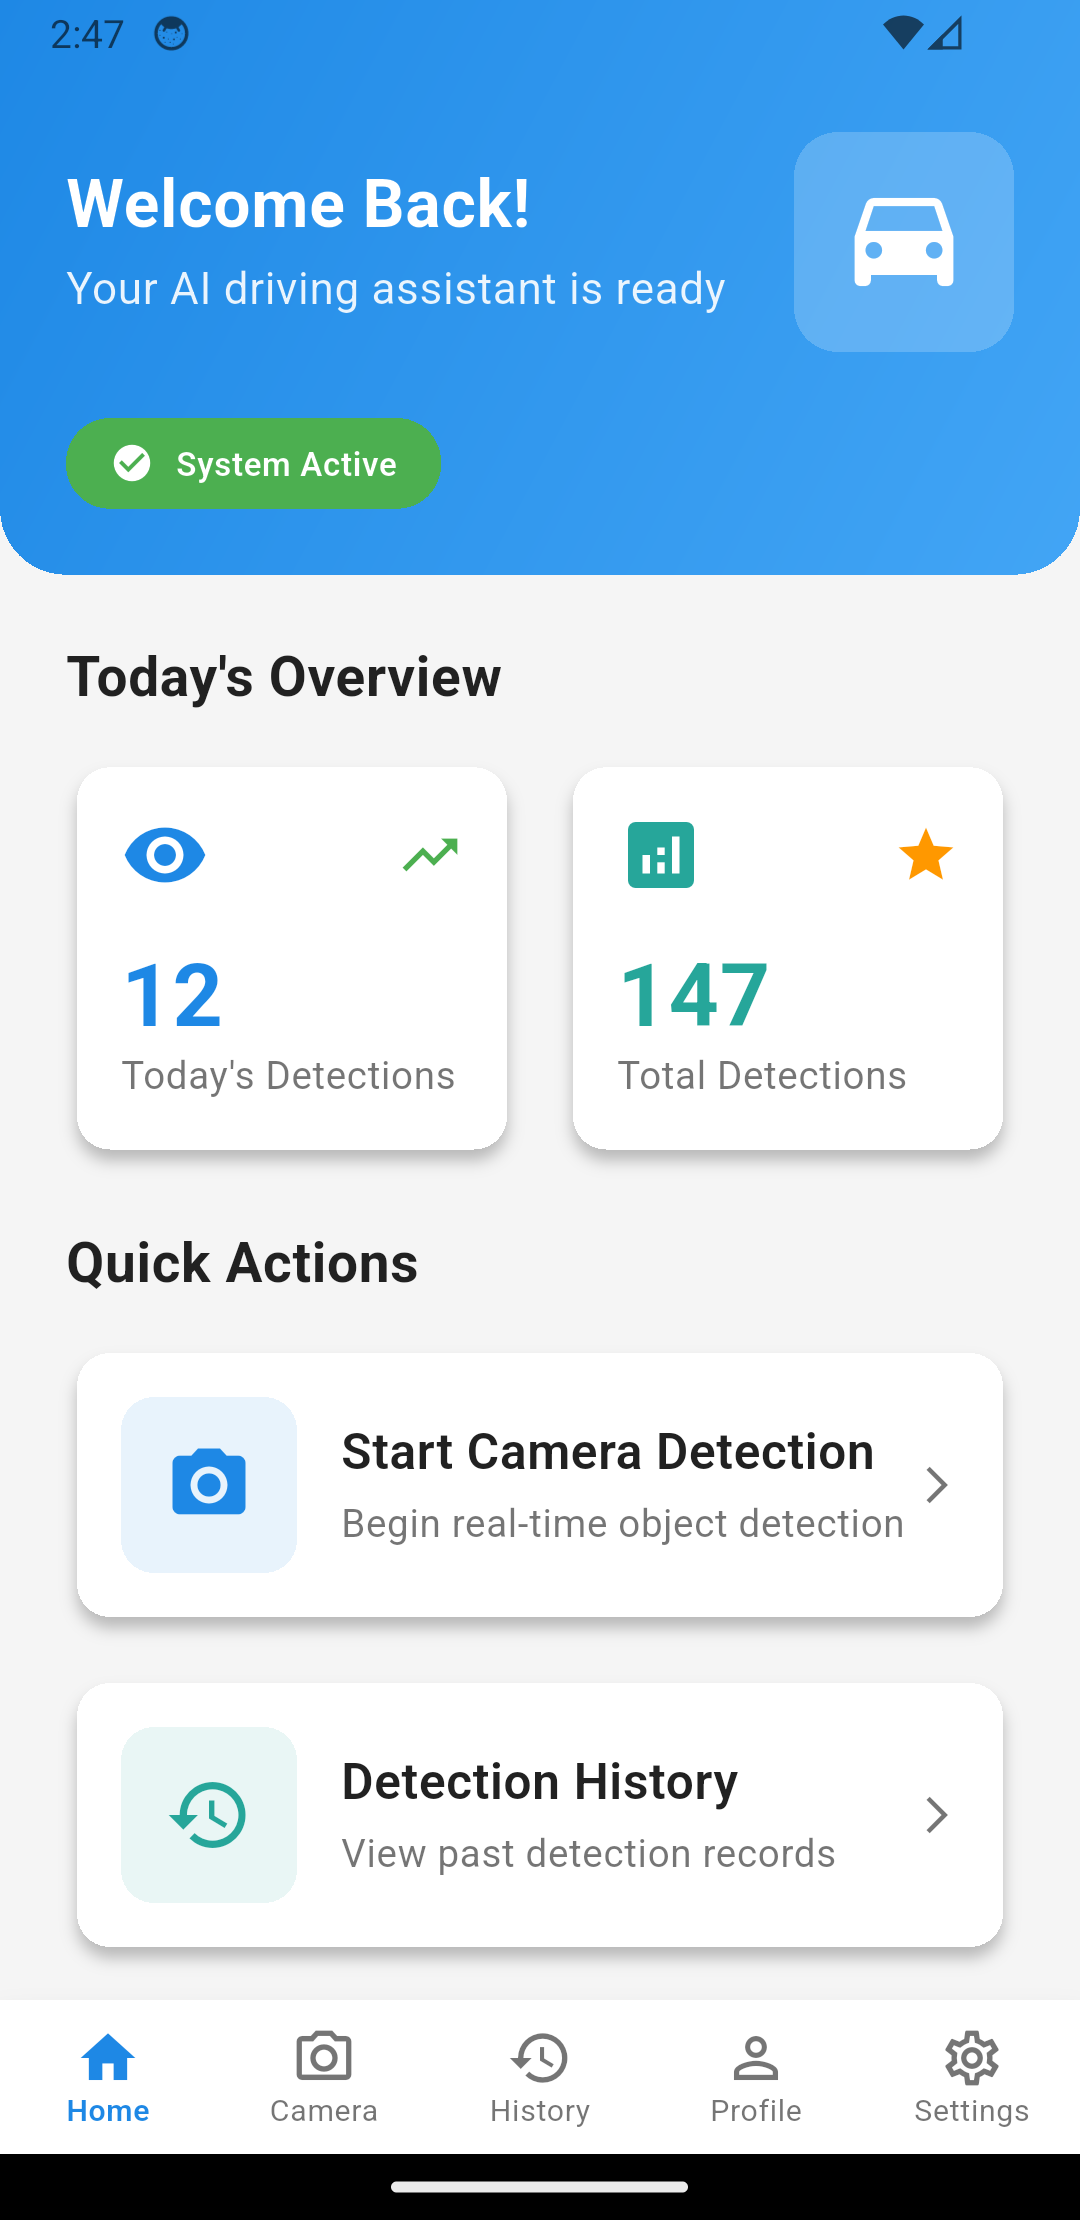 2:47
Welcome Back!
Your AI driving assistant is ready
System Active
Today's Overview
12
Today's Detections
147
Total Detections
Quick Actions
Start Camera Detection
Begin real-time object detection
Detection History
View past detection records
Home
Camera
History
Profile
Settings